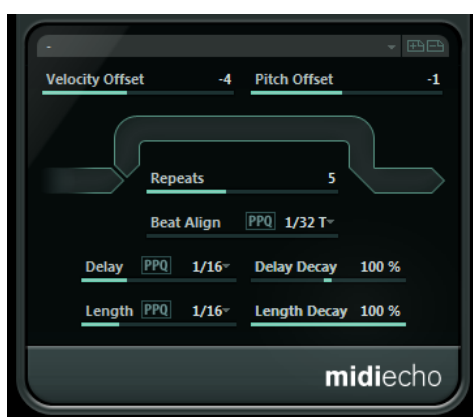 -
Velocity Offset -4 Pitch Offset -1
Repeats 5
Beat Align PPQ 1/32 T
Delay PPQ 1/16 Delay Decay 100 %
Length PPQ 1/16 Length Decay 100 %
midiecho